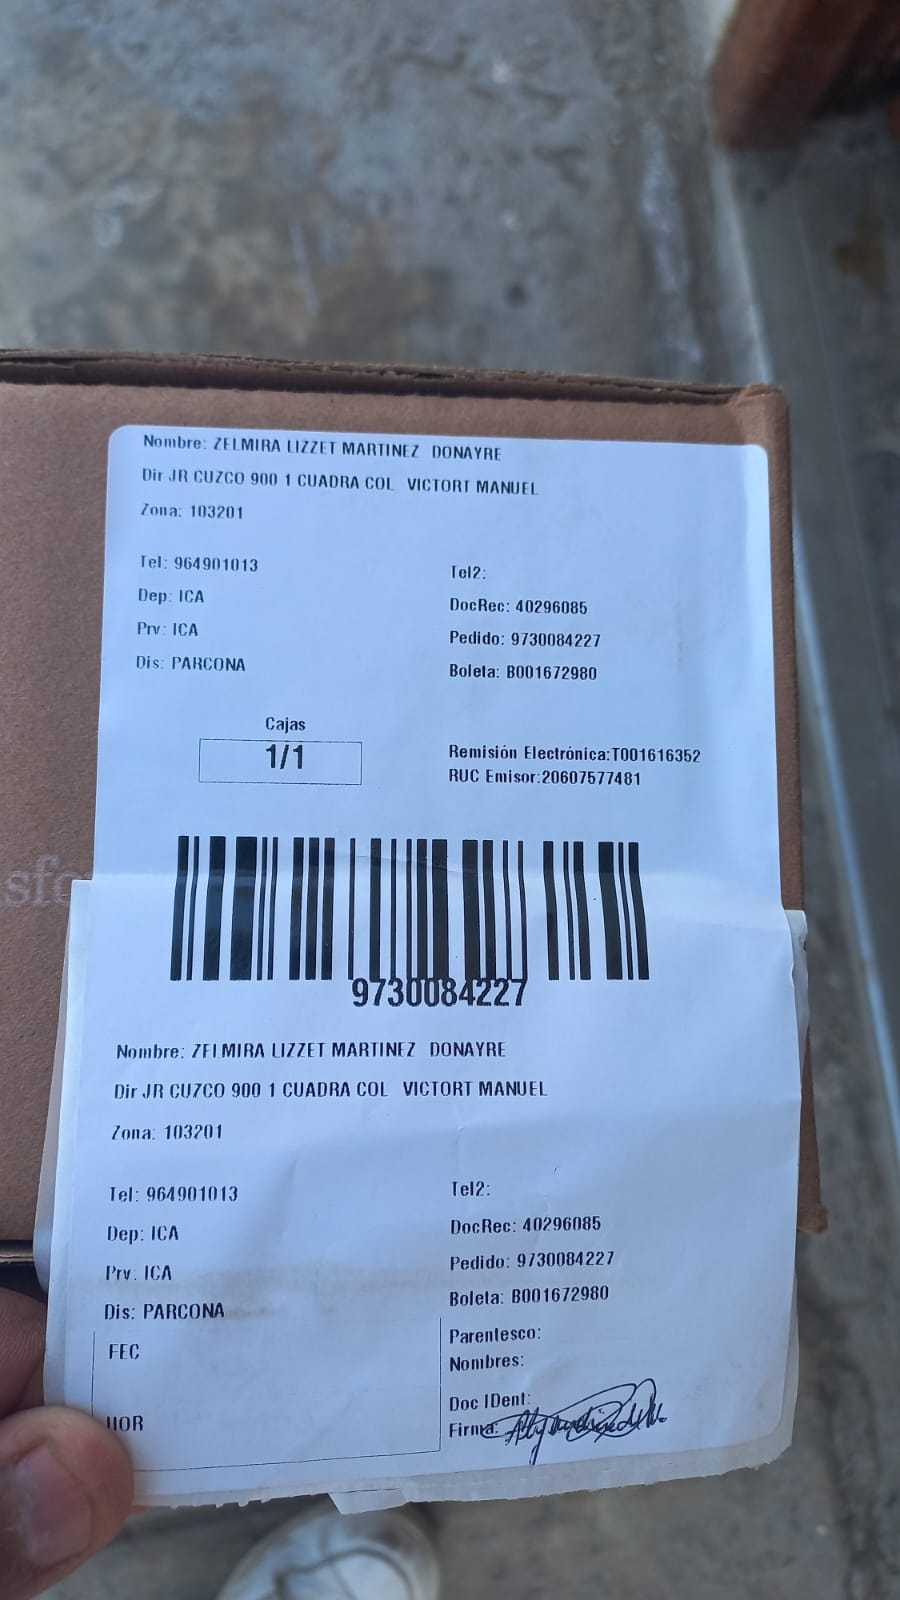 Nombre: ZELMIRA LIZZET MARTINEZ DONAYRE
Dir JR CUZCO 900 1 CUADRA COL VICTORT MANUEL
Zona: 103201
Tel: 964901013
Tel2:
Dep: ICA
DocRec: 40296085
Prv: ICA
Pedido: 9730084227
Dis: PARCONA
Boleta: B001672980
Cajas
1/1
Remisión Electrónica:T001616352
RUC Emisor:20607577481
sfo
9730084227
Nombre: ZELMIRA LIZZET MARTINEZ DONAYRE
Dir JR CUZCO 900 1 CUADRA COL VICTORT MANUEL
Zona: 103201
Tel: 964901013
Tel2:
Dep: ICA
DocRec: 40296085
Prv: ICA
Pedido: 9730084227
Dis: PARCONA
Boleta: B001672980
FEC
Parentesco:
Nombres:
HOR
Doc IDent:
Firma: